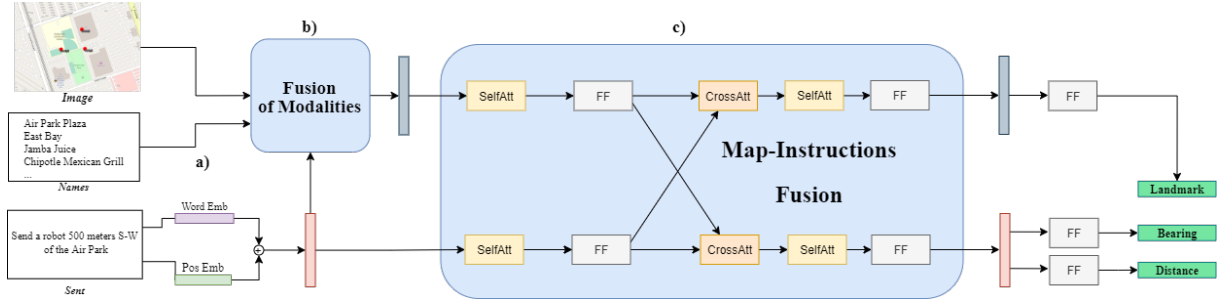 Image
Air Park Plaza
East Bay
Jamba Juice
Chipotle Mexican Grill
...
Names
a)
Send a robot 500 meters S-W
of the Air Park
Sent
Word Emb
Pos Emb
b)
Fusion
of Modalities
c)
SelfAtt
FF
CrossAtt
SelfAtt
FF
Map-Instructions
Fusion
SelfAtt
FF
CrossAtt
SelfAtt
FF
FF
Landmark
FF
Bearing
FF
Distance